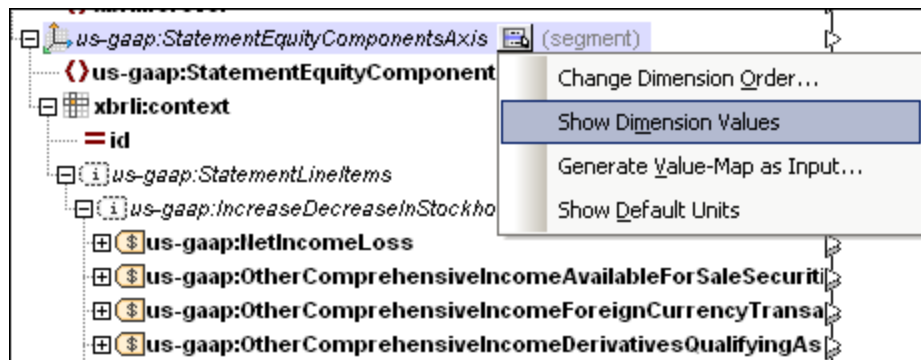 us-gaap:StatementEquityComponentsAxis (segment)
us-gaap:StatementEquityComponent
Change Dimension Order...
xbrli:context
Show Dimension Values
id
Generate Value-Map as Input...
us-gaap:StatementLineItems
us-gaap:IncreaseDecreaseInStockho
Show Default Units
us-gaap:NetIncomeLoss
us-gaap:OtherComprehensiveIncomeAvailableForSaleSecuriti
us-gaap:OtherComprehensiveIncomeForeignCurrencyTransa
us-gaap:OtherComprehensiveIncomeDerivativesQualifyingAs